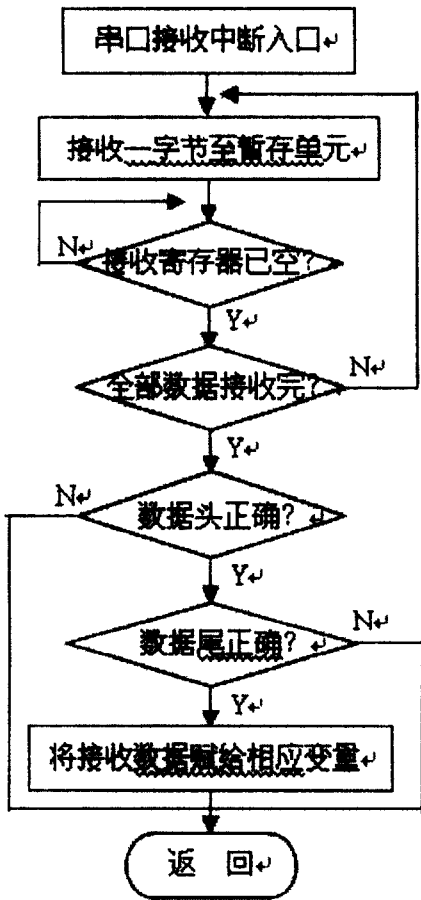 串口接收中断入口
接收一字节至暂存单元
N
接收寄存器已空?
Y
全部数据接收完?
N
Y
N
数据头正确?
Y
数据尾正确?
N
Y
将接收数据赋给相应变量
返 回